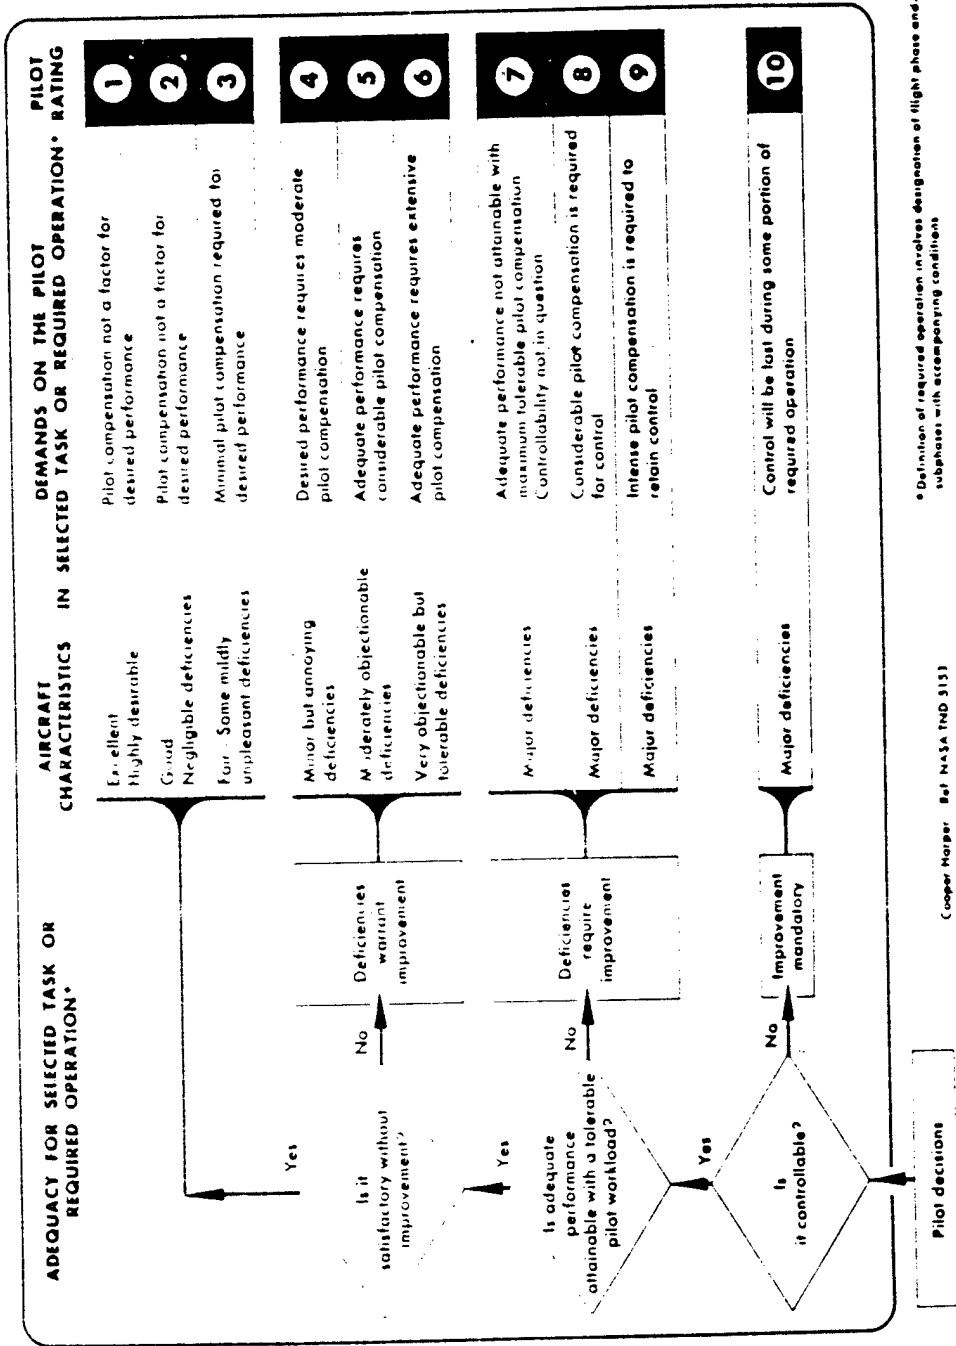 ADEQUACY FOR SELECTED TASK OR
REQUIRED OPERATION*
AIRCRAFT
CHARACTERISTICS
DEMANDS ON THE PILOT
IN SELECTED TASK OR REQUIRED OPERATION*
PILOT
RATING
Excellent
Highly desirable
Pilot compensation not a factor for
desired performance
1
Good
Negligible deficiencies
Pilot compensation not a factor for
desired performance
2
Fair - Some mildly
unpleasant deficiencies
Minimal pilot compensation required for
desired performance
3
Yes
Is it
satisfactory without
improvement?
No
Deficiencies
warrant
improvement
Minor but annoying
deficiencies
Desired performance requires moderate
pilot compensation
4
Moderately objectionable
deficiencies
Adequate performance requires
considerable pilot compensation
5
Very objectionable but
tolerable deficiencies
Adequate performance requires extensive
pilot compensation
6
Yes
Is adequate
performance
attainable with a tolerable
pilot workload?
No
Deficiencies
require
improvement
Major deficiencies
Adequate performance not attainable with
maximum tolerable pilot compensation
Controllability not in question
7
Major deficiencies
Considerable pilot compensation is required
for control
8
Major deficiencies
Intense pilot compensation is required to
retain control
9
Yes
Is
it controllable?
No
Improvement
mandatory
Major deficiencies
Control will be lost during some portion of
required operation
10
Pilot decisions
Cooper Harper Ref NASA TND 5153
*Definition of required operation involves designation of flight phase and
subphases with accompanying conditions